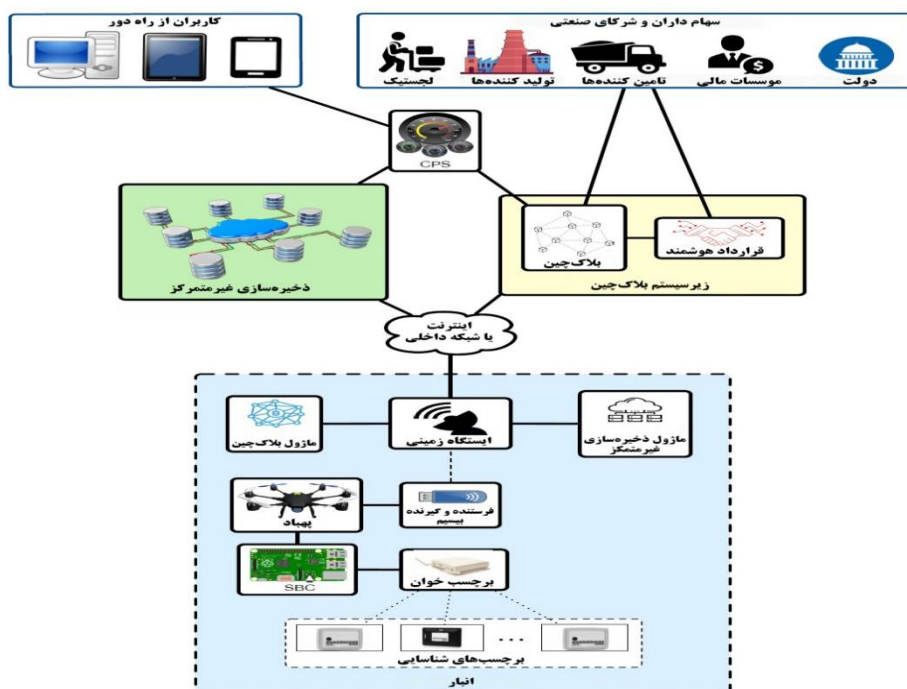 کاربران از راه دور
سهام داران و شرکای صنعتی
لجستیک
تولید کننده‌ها
تامین کننده‌ها
موسسات مالی
دولت
CPS
ذخیره‌سازی غیرمتمرکز
بلاک‌چین
قرارداد هوشمند
زیرسیستم بلاک‌چین
اینترنت
یا شبکه داخلی
ماژول بلاک‌چین
ایستگاه زمینی
ماژول ذخیره‌سازی
غیرمتمکز
پهپاد
فرستنده و گیرنده
بیسیم
SBC
برچسب خوان
...
برچسب‌های شناسایی
انبار